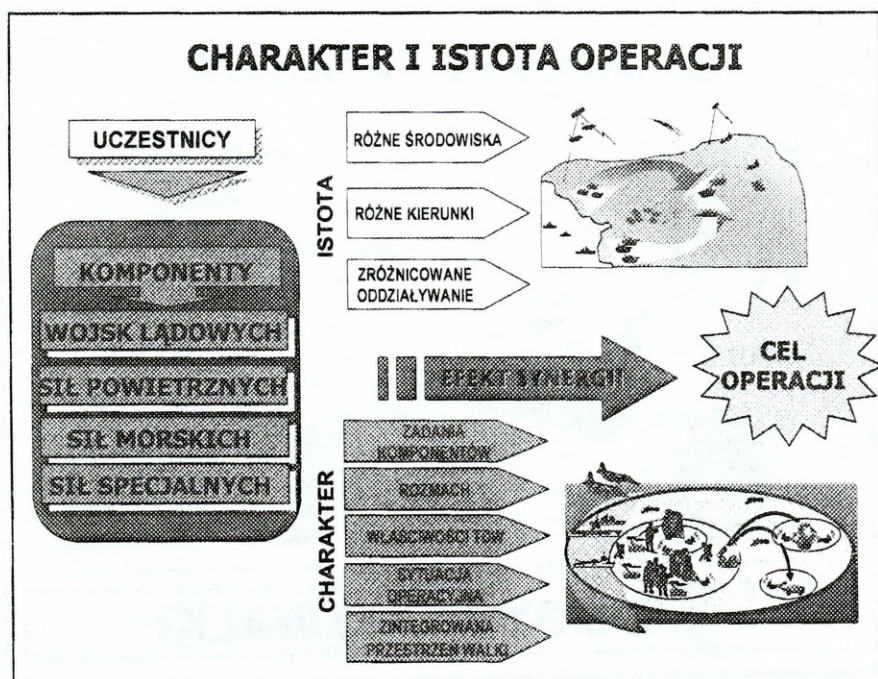 CHARAKTER I ISTOTA OPERACJI
UCZESTNICY
KOMPONENTY
WOJSK LĄDOWYCH
SIŁ POWIETRZNYCH
SIŁ MORSKICH
SIŁ SPECJALNYCH
ISTOTA
RÓŻNE ŚRODOWISKA
RÓŻNE KIERUNKI
ZRÓŻNICOWANE
ODDZIAŁYWANIE
EFEKT SYNERGII
CEL
OPERACJI
CHARAKTER
ZADANIA
KOMPONENTÓW
ROZMACH
WŁAŚCIWOŚCI TDW
SYTUACJA
OPERACYJNA
ZINTEGROWANA
PRZESTRZEŃ WALKI